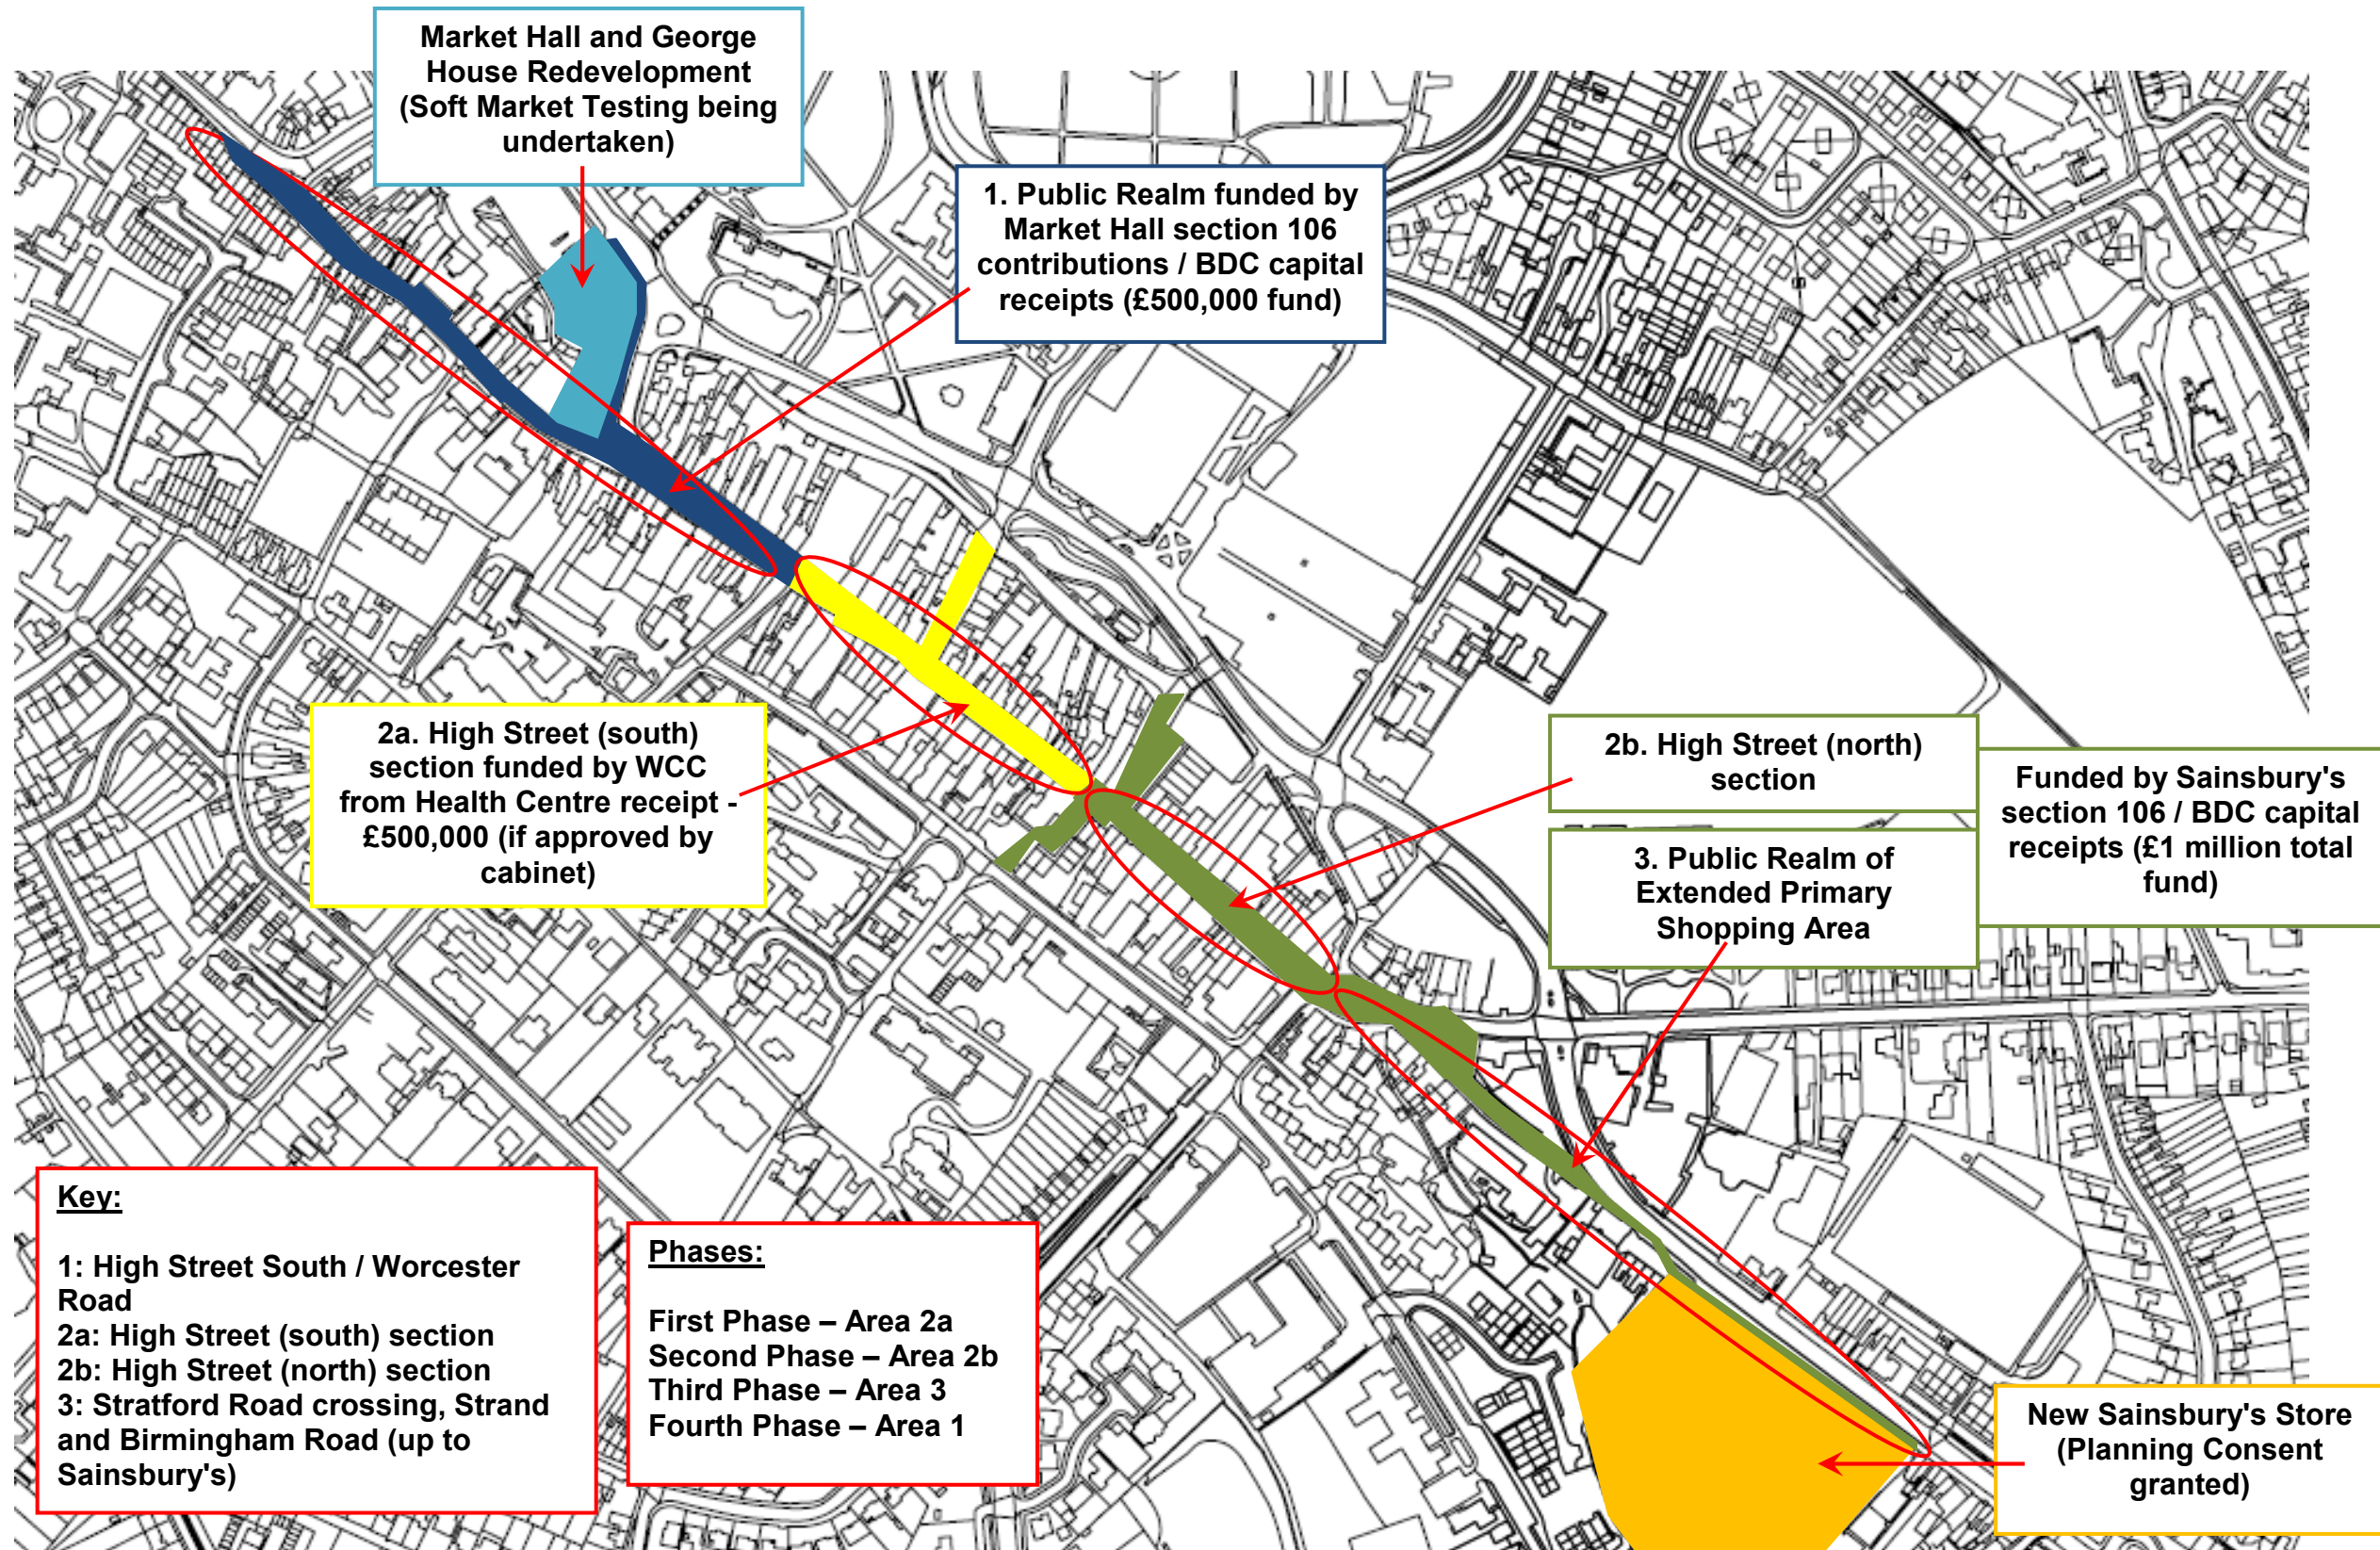 Market Hall and George
House Redevelopment
(Soft Market Testing being
undertaken)
1. Public Realm funded by
Market Hall section 106
contributions / BDC capital
receipts (£500,000 fund)
2a. High Street (south)
section funded by WCC
from Health Centre receipt -
£500,000 (if approved by
cabinet)
2b. High Street (north)
section
3. Public Realm of
Extended Primary
Shopping Area
Funded by Sainsbury's
section 106 / BDC capital
receipts (£1 million total
fund)
Key:
1: High Street South / Worcester
Road
2a: High Street (south) section
2b: High Street (north) section
3: Stratford Road crossing, Strand
and Birmingham Road (up to
Sainsbury's)
Phases:
First Phase – Area 2a
Second Phase – Area 2b
Third Phase – Area 3
Fourth Phase – Area 1
New Sainsbury's Store
(Planning Consent
granted)